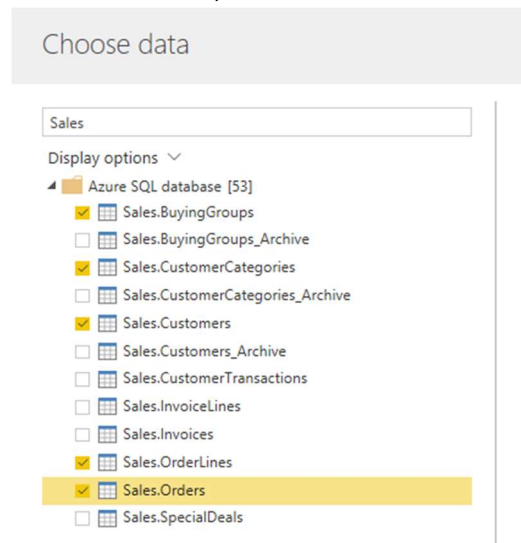 Choose data
Sales
Display options
Azure SQL database [53]
Sales.BuyingGroups
Sales.BuyingGroups_Archive
Sales.CustomerCategories
Sales.CustomerCategories_Archive
Sales.Customers
Sales.Customers_Archive
Sales.CustomerTransactions
Sales.InvoiceLines
Sales.Invoices
Sales.OrderLines
Sales.Orders
Sales.SpecialDeals